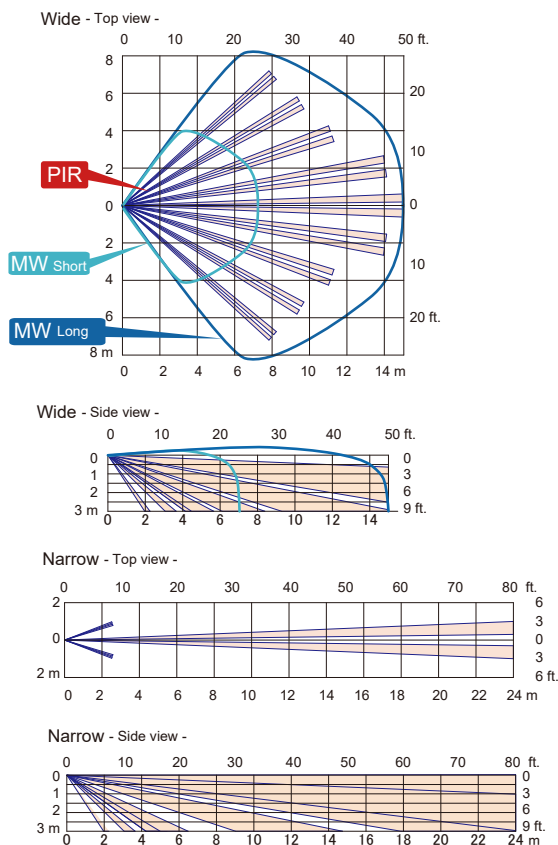 Wide - Top view -
0 10 20 30 40 50 ft.
8
6
4
2
0
2
4
6
8 m
20
10
0
10
20 ft.
PIR
MW Short
MW Long
0 2 4 6 8 10 12 14 m
Wide - Side view -
0 10 20 30 40 50 ft.
0 0
1 3
2 6
3 m 9 ft.
0 2 4 6 8 10 12 14
Narrow - Top view -
0 10 20 30 40 50 60 70 80 ft.
2 6
3
0 0
3
2 m 6 ft.
0 2 4 6 8 10 12 14 16 18 20 22 24 m
Narrow - Side view -
0 10 20 30 40 50 60 70 80 ft.
0 0
1 3
2 6
3 m 9 ft.
0 2 4 6 8 10 12 14 16 18 20 22 24 m